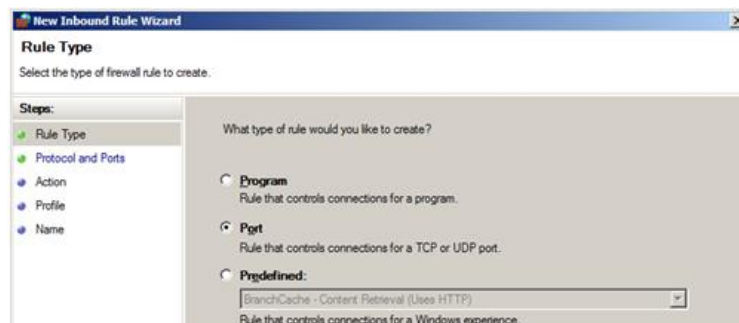 New Inbound Rule Wizard
Rule Type
Select the type of firewall rule to create.
Steps:
Rule Type
Protocol and Ports
Action
Profile
Name
What type of rule would you like to create?
Program
Rule that controls connections for a program.
Port
Rule that controls connections for a TCP or UDP port.
Predefined:
BranchCache - Content Retrieval (Uses HTTP)
Rule that controls connections for a Windows experience.